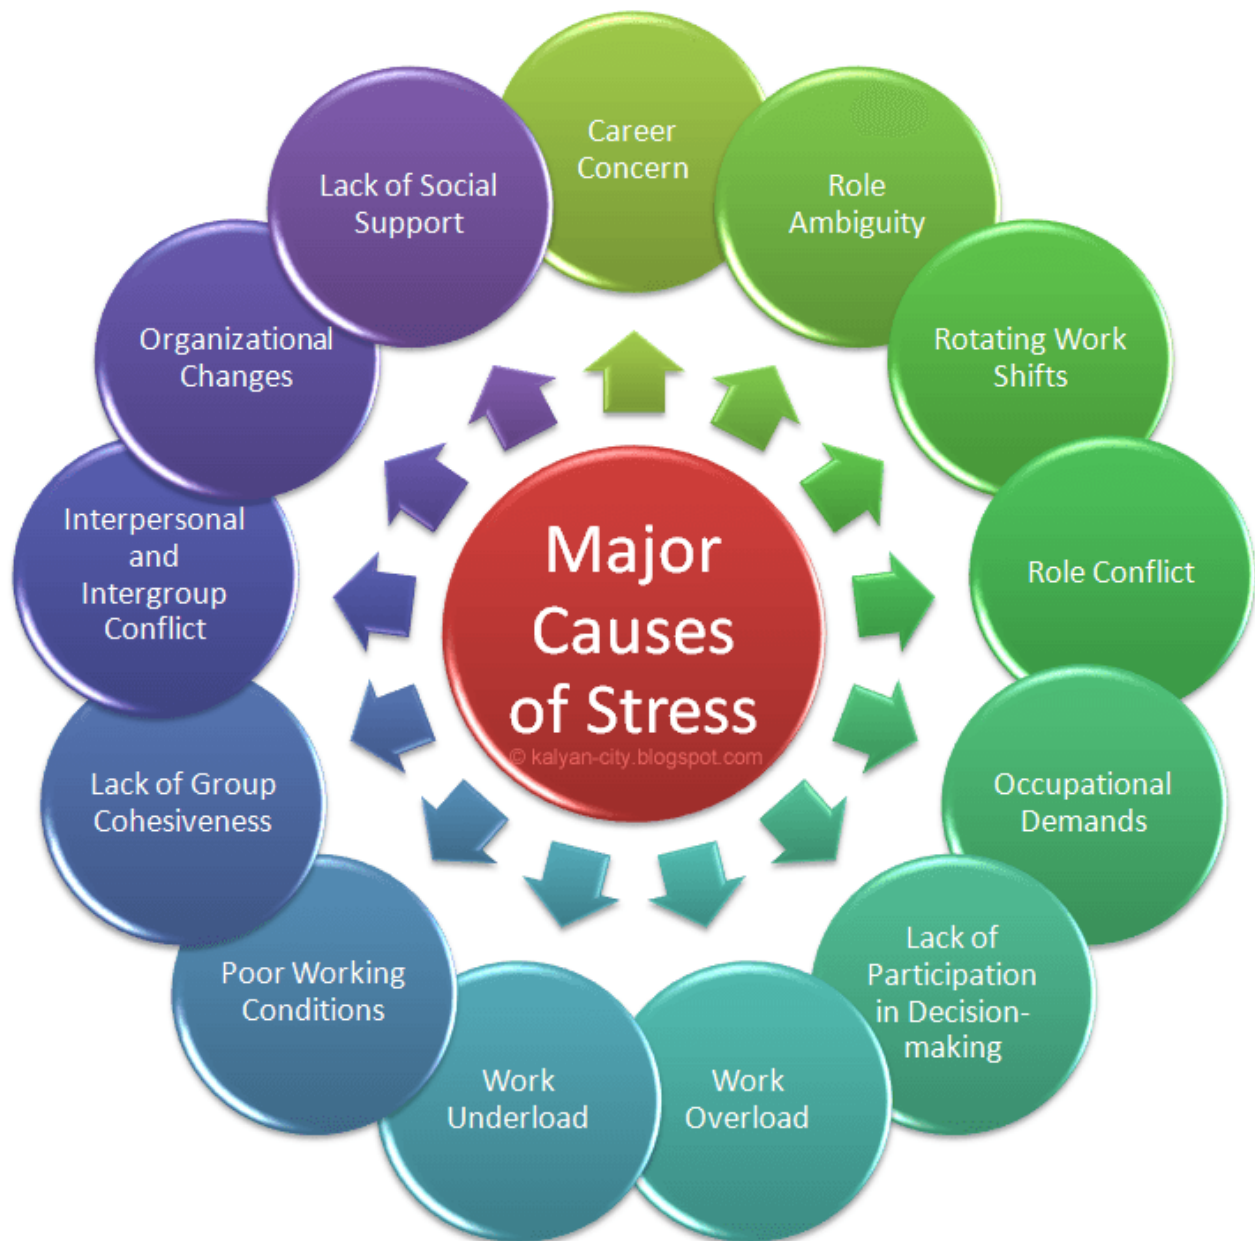 Career
Concern
Role
Ambiguity
Rotating Work
Shifts
Role Conflict
Occupational
Demands
Lack of
Participation
in Decision-
making
Work
Overload
Work
Underload
Poor Working
Conditions
Lack of Group
Cohesiveness
Interpersonal
and
Intergroup
Conflict
Organizational
Changes
Lack of Social
Support
Major
Causes
of Stress
© kalyan-city.blogspot.com